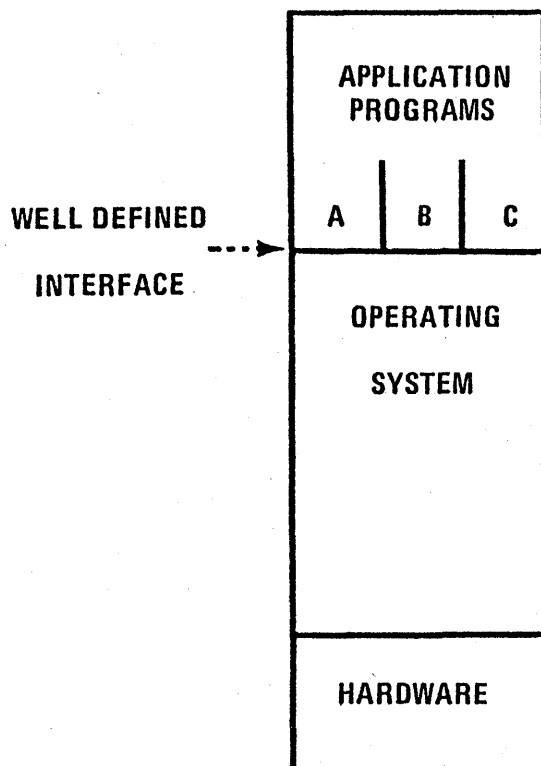 APPLICATION
PROGRAMS
A B C
WELL DEFINED
INTERFACE
OPERATING
SYSTEM
HARDWARE